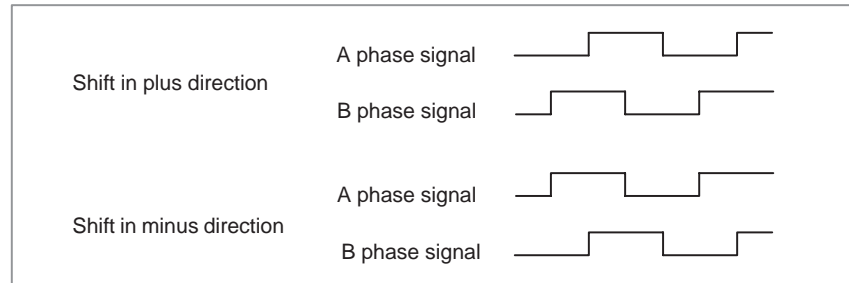 A phase signal
Shift in plus direction
B phase signal
A phase signal
Shift in minus direction
B phase signal